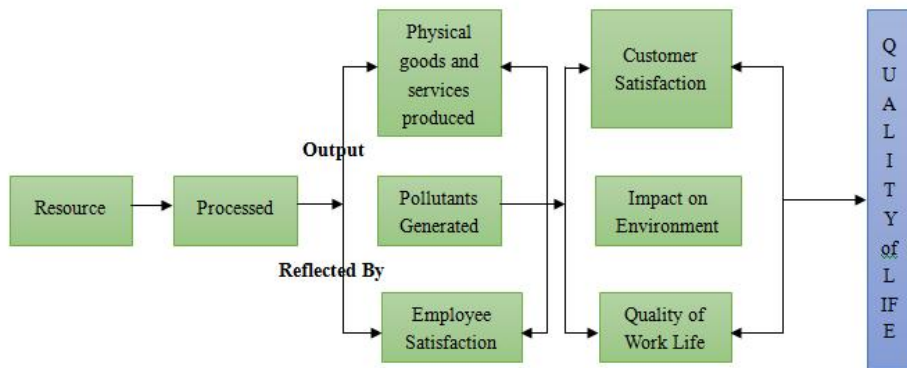 Physical
goods and
services
produced
Customer
Satisfaction
Output
Resource
Processed
Pollutants
Generated
Impact on
Environment
Reflected By
Employee
Satisfaction
Quality of
Work Life
Q
U
A
L
I
T
Y
of
L
IF
E